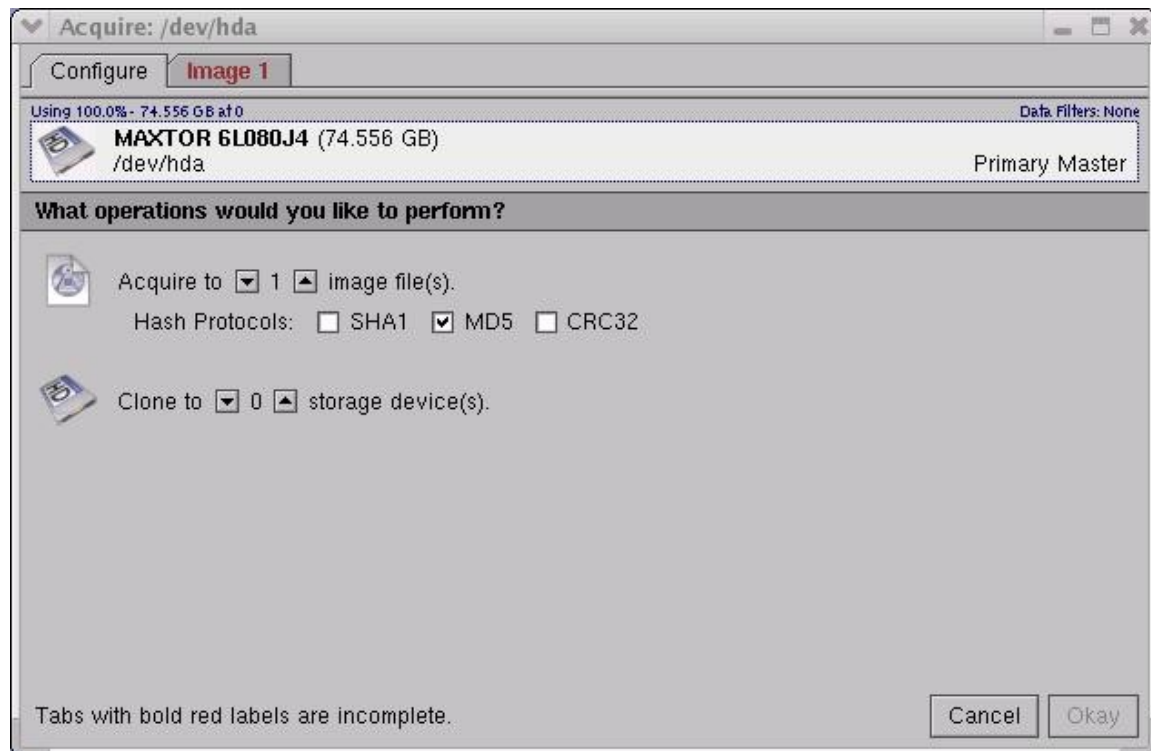 Acquire: /dev/hda
Configure Image 1
Using 100.0% - 74.556 GB at 0 Data Filters: None
MAXTOR 6L080J4 (74.556 GB)
/dev/hda Primary Master
What operations would you like to perform?
Acquire to 1 image file(s).
Hash Protocols: SHA1 MD5 CRC32
Clone to 0 storage device(s).
Tabs with bold red labels are incomplete. Cancel Okay